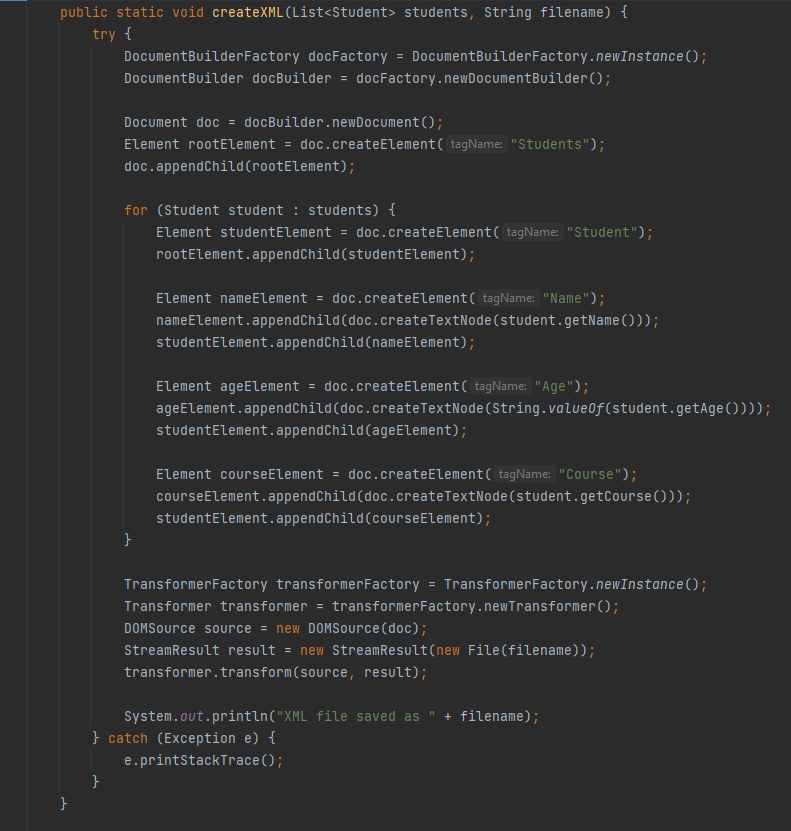 public static void createXML(List<Student> students, String filename) {
try {
DocumentBuilderFactory docFactory = DocumentBuilderFactory.newInstance();
DocumentBuilder docBuilder = docFactory.newDocumentBuilder();
Document doc = docBuilder.newDocument();
Element rootElement = doc.createElement( tagName: "Students");
doc.appendChild(rootElement);
for (Student student : students) {
Element studentElement = doc.createElement( tagName: "Student");
rootElement.appendChild(studentElement);
Element nameElement = doc.createElement( tagName: "Name");
nameElement.appendChild(doc.createTextNode(student.getName()));
studentElement.appendChild(nameElement);
Element ageElement = doc.createElement( tagName: "Age");
ageElement.appendChild(doc.createTextNode(String.valueOf(student.getAge())));
studentElement.appendChild(ageElement);
Element courseElement = doc.createElement( tagName: "Course");
courseElement.appendChild(doc.createTextNode(student.getCourse()));
studentElement.appendChild(courseElement);
}
TransformerFactory transformerFactory = TransformerFactory.newInstance();
Transformer transformer = transformerFactory.newTransformer();
DOMSource source = new DOMSource(doc);
StreamResult result = new StreamResult(new File(filename));
transformer.transform(source, result);
System.out.println("XML file saved as " + filename);
} catch (Exception e) {
e.printStackTrace();
}
}